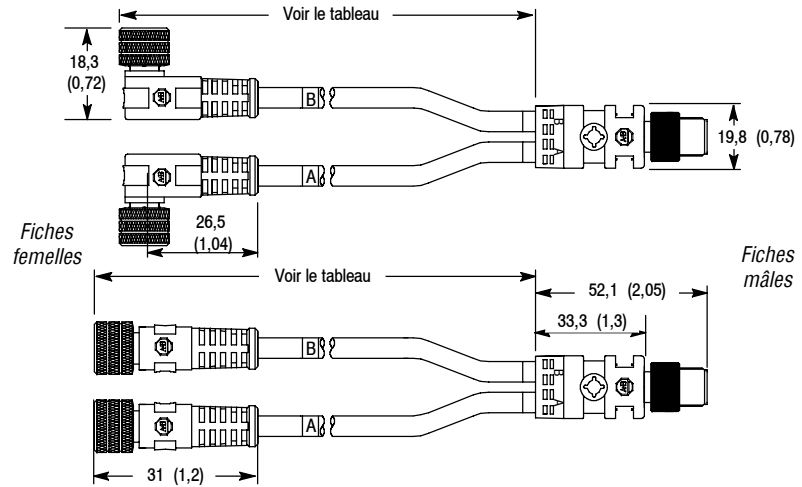 Voir le tableau
18,3
(0,72)
B
19,8 (0,78)
A
26,5
(1,04)
Fiches
femelles
Fiches
mâles
Voir le tableau
52,1 (2,05)
33,3 (1,3)
B
A
31 (1,2)